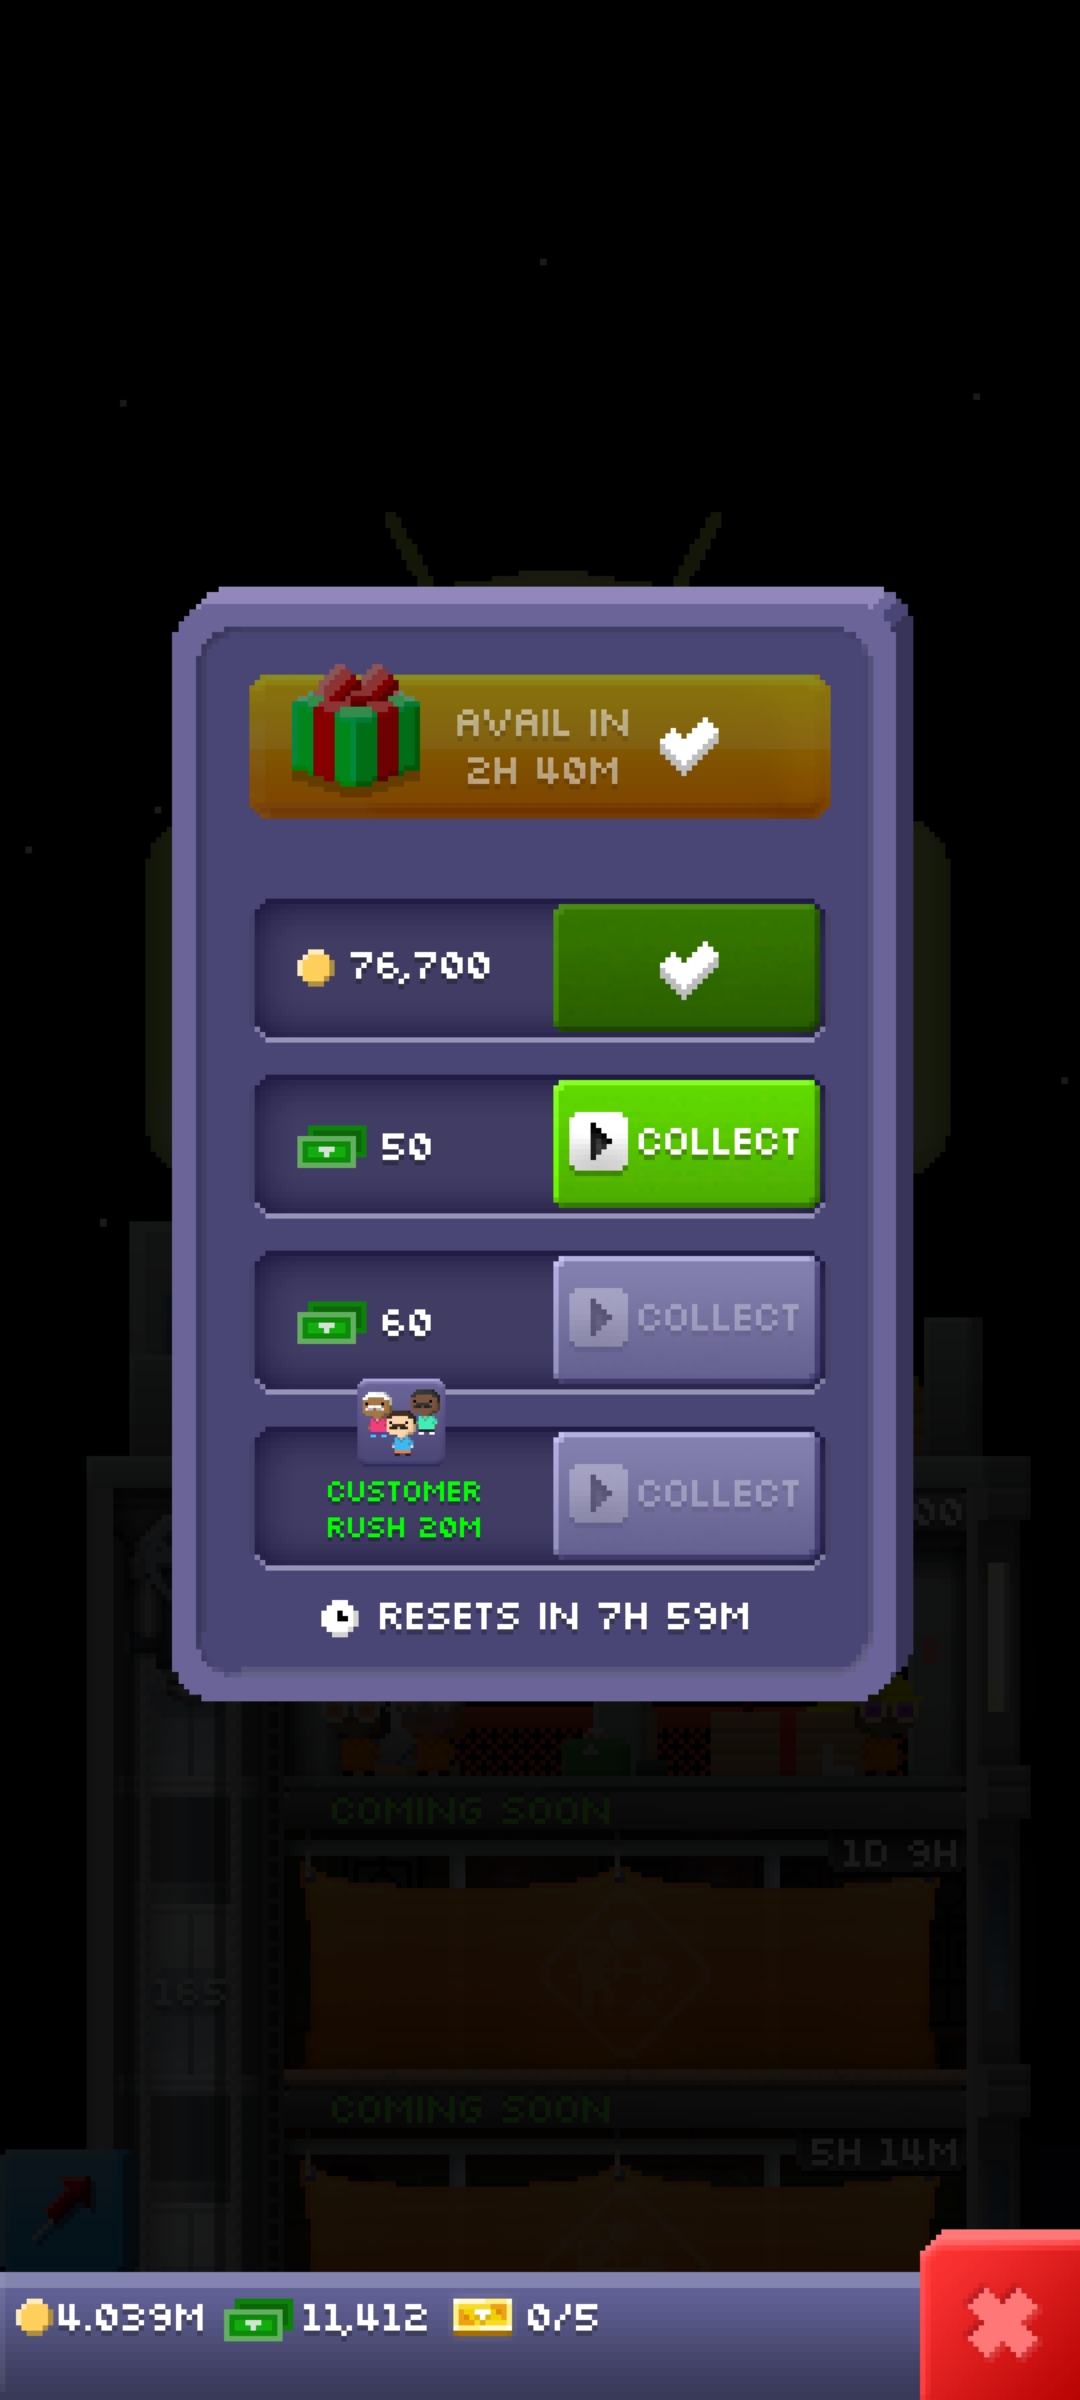 AVAIL IN
2H 40M
76,700
50 COLLECT
60 COLLECT
CUSTOMER
RUSH 20M
COLLECT
RESETS IN 7H 59M
COMING SOON
1D 9H
165
COMING SOON
5H 14M
4.039M 11,412 0/5